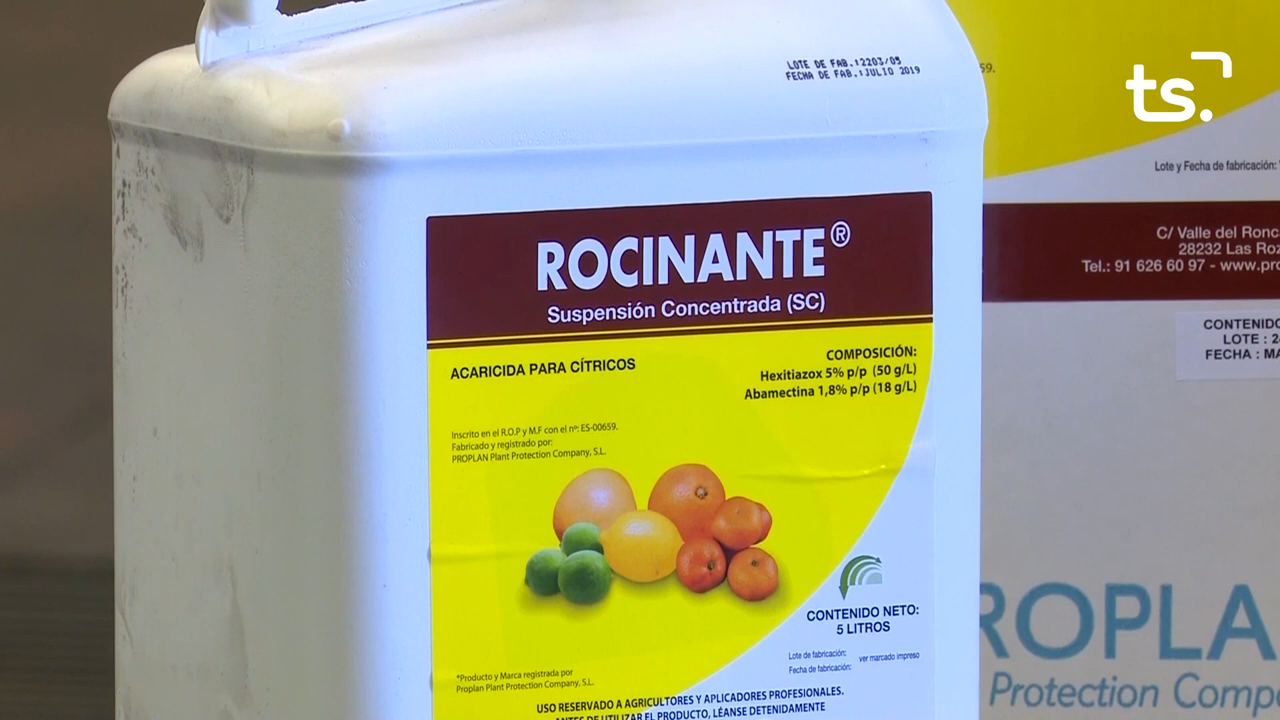 LOTE DE FAB.:2203/05
FECHA DE FAB.:JULIO 2019
ts.
59.
Lote y Fecha de fabricación:
ROCINANTE®
Suspensión Concentrada (SC)
C/ Valle del Ronc
28232 Las Roz
Tel.: 91 626 60 97 - www.pro
ACARICIDA PARA CÍTRICOS
COMPOSICIÓN:
Hexitiazox 5% p/p (50 g/L)
Abamectina 1,8% p/p (18 g/L)
CONTENIDO
LOTE : 2
FECHA : MA
Inscrito en el R.O.P y M.F con el nº: ES-00659.
Fabricado y registrado por:
PROPLAN Plant Protection Company, S.L.
CONTENIDO NETO:
5 LITROS
Lote de fabricación:
Fecha de fabricación:
ver marcado impreso
ROPLA
Protection Comp
*Producto y Marca registrada por
Proplan Plant Protection Company, S.L.
USO RESERVADO A AGRICULTORES Y APLICADORES PROFESIONALES.
ANTES DE UTILIZAR EL PRODUCTO, LÉANSE DETENIDAMENTE